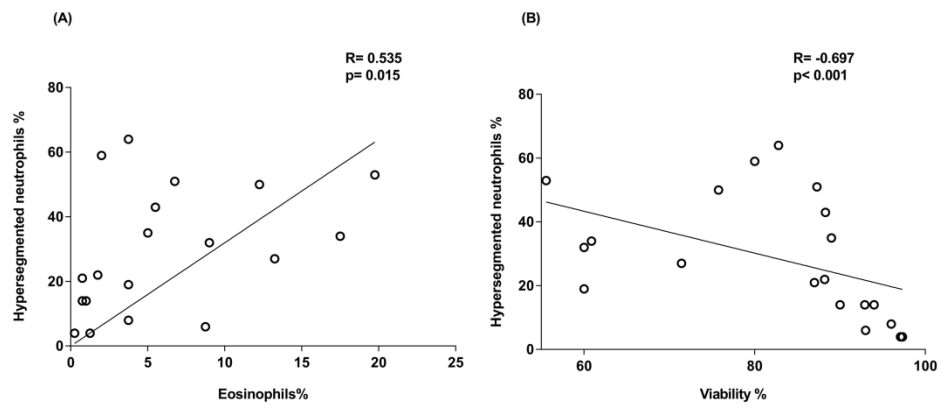 (A)
R= 0.535
p= 0.015
Hypersegmented neutrophils %
80
60
40
20
0
0 5 10 15 20 25
Eosinophils%
(B)
R= -0.697
p< 0.001
Hypersegmented neutrophils %
80
60
40
20
0
60 80 100
Viability %